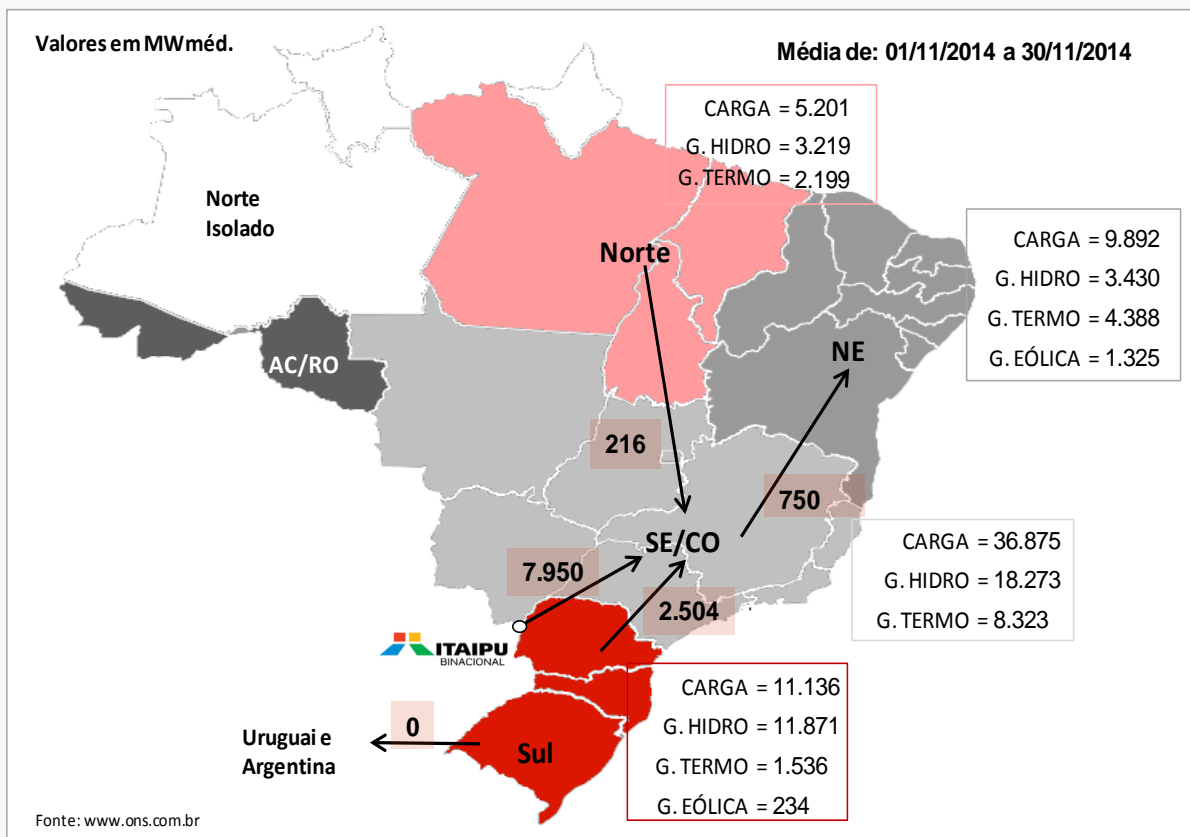 Valores em MWméd.
Média de: 01/11/2014 a 30/11/2014
CARGA = 5.201
G. HIDRO = 3.219
G. TERMO = 2.199
Norte
Isolado
Norte
CARGA = 9.892
G. HIDRO = 3.430
G. TERMO = 4.388
G. EÓLICA = 1.325
AC/RO
NE
216
750
SE/CO
CARGA = 36.875
G. HIDRO = 18.273
G. TERMO = 8.323
7.950
2.504
ITAIPU
BINACIONAL
CARGA = 11.136
G. HIDRO = 11.871
G. TERMO = 1.536
G. EÓLICA = 234
0
Uruguai e
Argentina
Sul
Fonte: www.ons.com.br